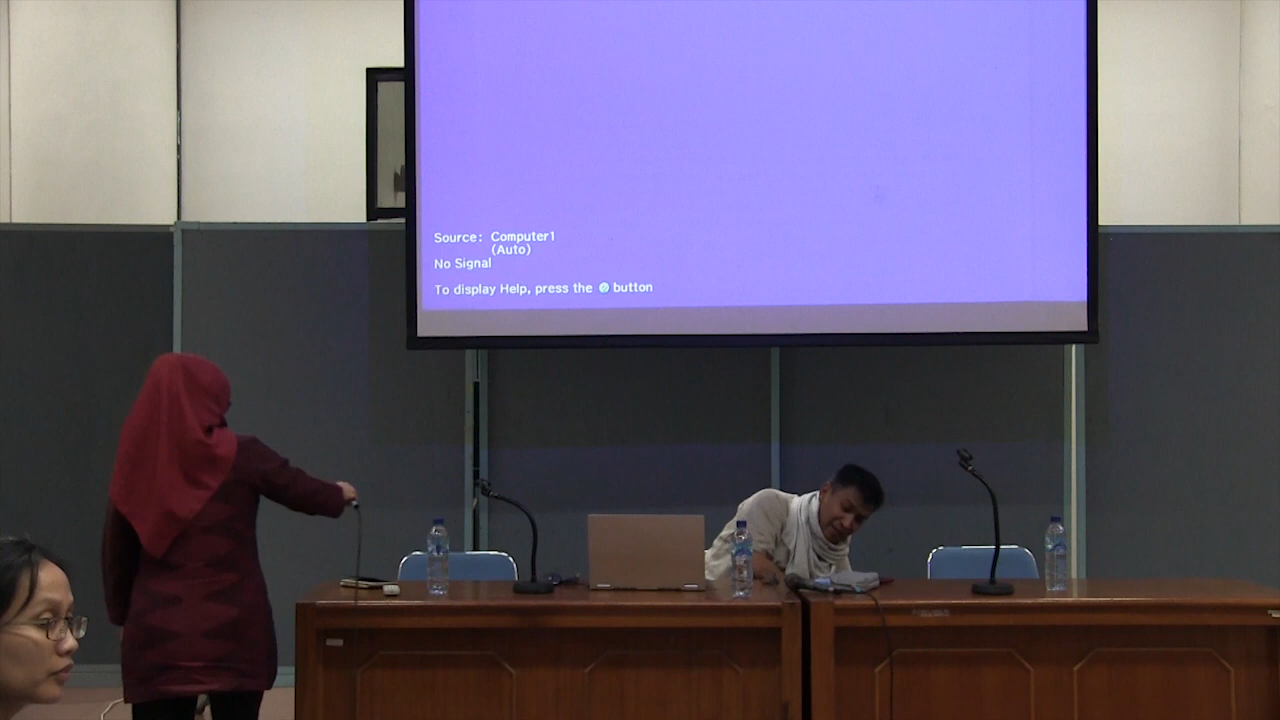 Source: Computer1
(Auto)
No Signal
To display Help, press the button